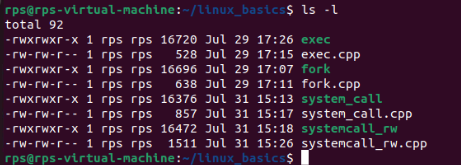 rps@rps-virtual-machine:~/linux_basics$ ls -l
total 92
-rwxrwxr-x 1 rps rps 16720 Jul 29 17:26 exec
-rw-rw-r-- 1 rps rps 528 Jul 29 17:15 exec.cpp
-rwxrwxr-x 1 rps rps 16696 Jul 29 17:07 fork
-rw-rw-r-- 1 rps rps 638 Jul 29 17:11 fork.cpp
-rwxrwxr-x 1 rps rps 16376 Jul 31 15:13 system_call
-rw-rw-r-- 1 rps rps 857 Jul 31 15:17 system_call.cpp
-rwxrwxr-x 1 rps rps 16472 Jul 31 15:18 systemcall_rw
-rw-rw-r-- 1 rps rps 1511 Jul 31 15:26 systemcall_rw.cpp
rps@rps-virtual-machine:~/linux_basics$